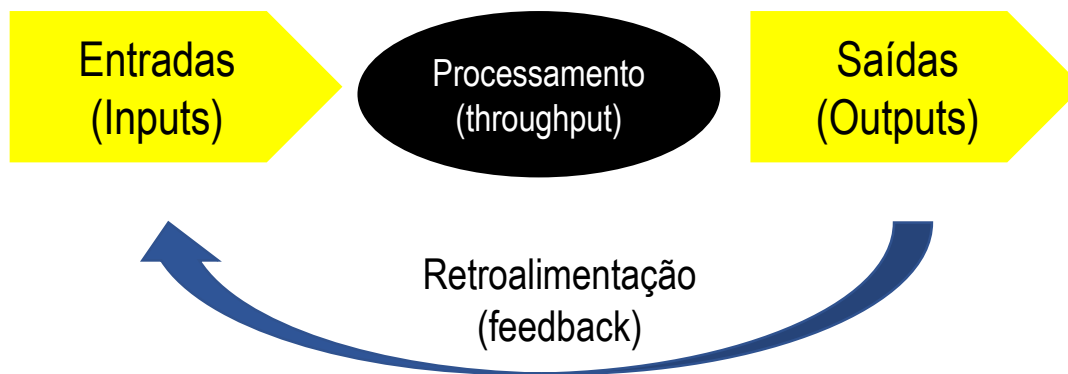 Entradas
(Inputs)
Processamento
(throughput)
Saídas
(Outputs)
Retroalimentação
(feedback)